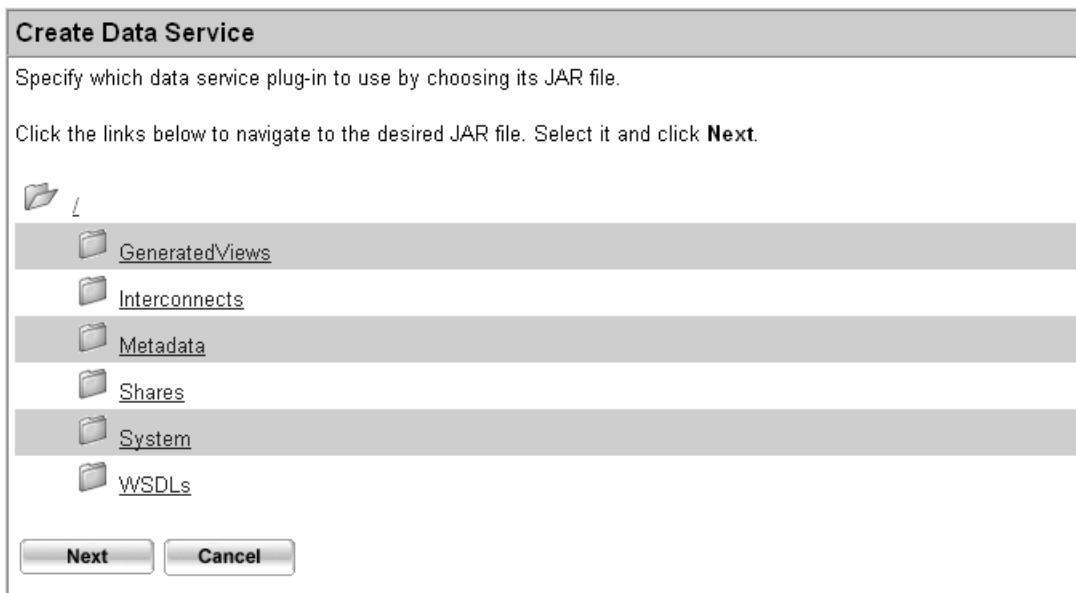 Create Data Service
Specify which data service plug-in to use by choosing its JAR file.
Click the links below to navigate to the desired JAR file. Select it and click Next.
/
GeneratedViews
Interconnects
Metadata
Shares
System
WSDLs
Next Cancel